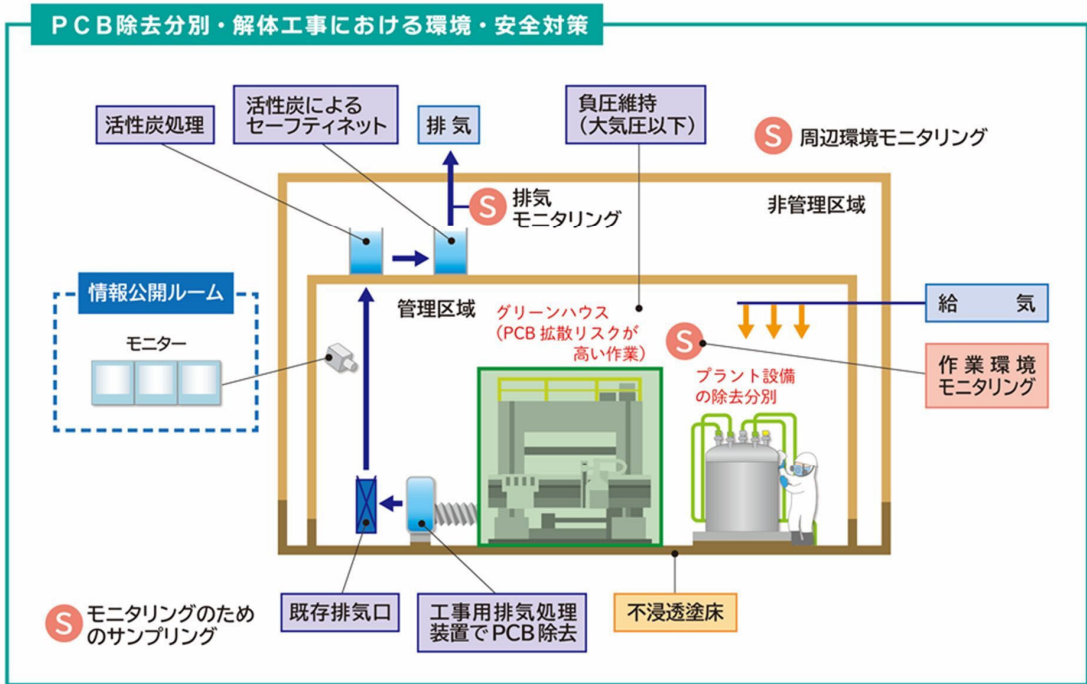 PCB除去分別・解体工事における環境・安全対策
活性炭処理
活性炭による
セーフティネット
排気
負圧維持
（大気圧以下）
S 周辺環境モニタリング
S 排気
モニタリング
非管理区域
情報公開ルーム
モニター
管理区域
グリーンハウス
（PCB 拡散リスクが
高い作業）
S
給気
作業環境
モニタリング
プラント設備
の除去分別
S モニタリングのため
のサンプリング
既存排気口
工事用排気処理
装置でPCB除去
不浸透塗床